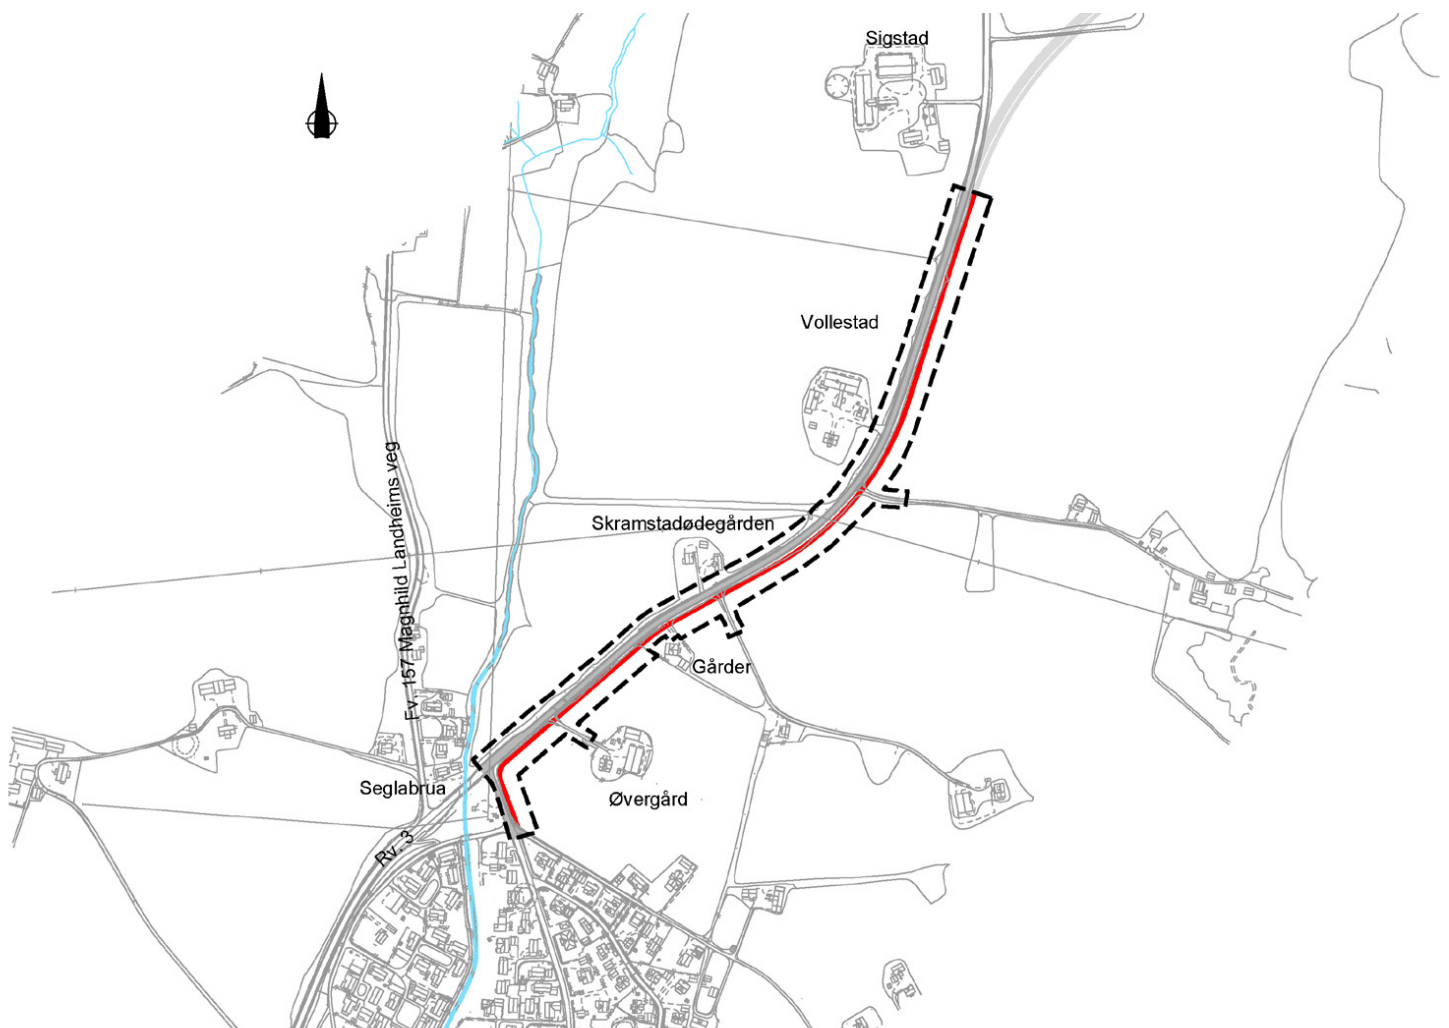 Sigstad
Vollestad
Skramstadødegården
Fv. 157 Magnhild Landheims veg
Gårder
Seglabrua
Øvergård
Rv. 3